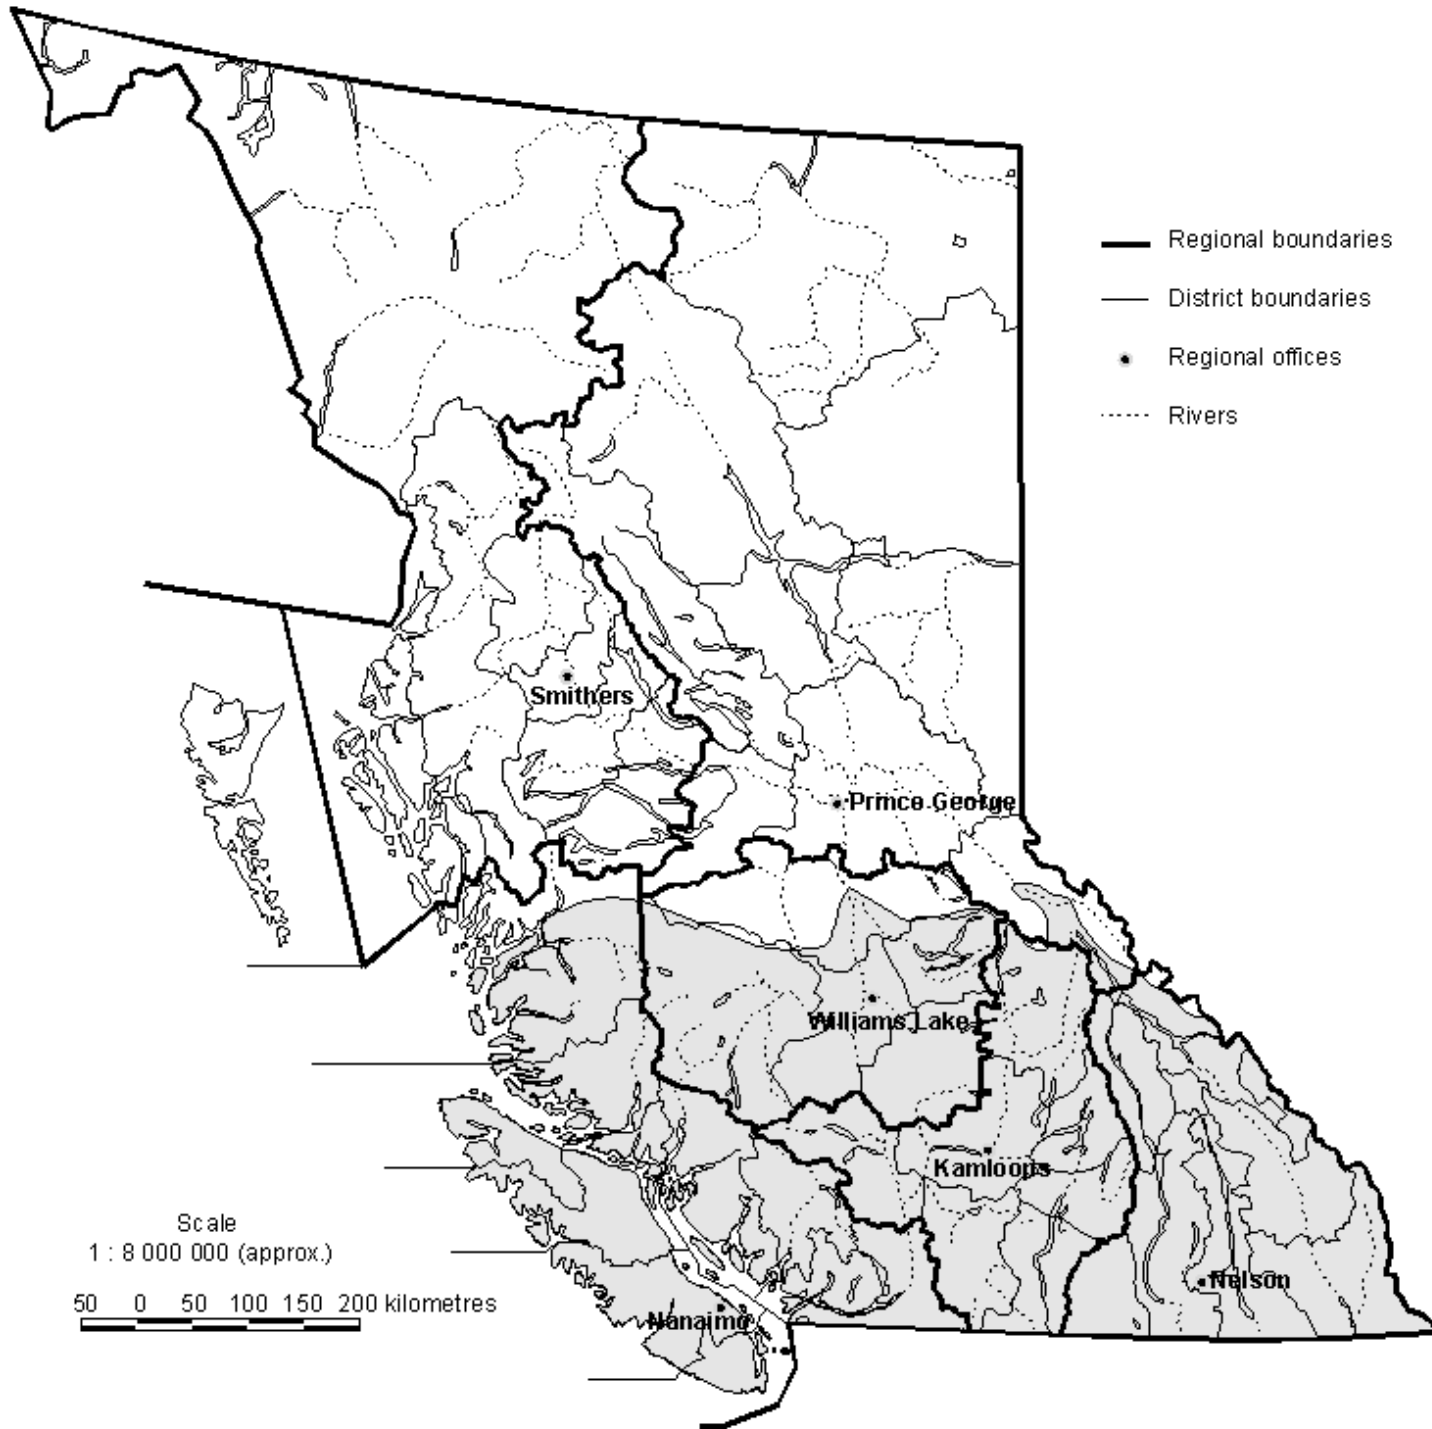 Regional boundaries
District boundaries
Regional offices
Rivers
Smithers
Prince George
Williams Lake
Kamloops
Nelson
Nanaimo
Scale
1 : 8 000 000 (approx.)
50 0 50 100 150 200 kilometres